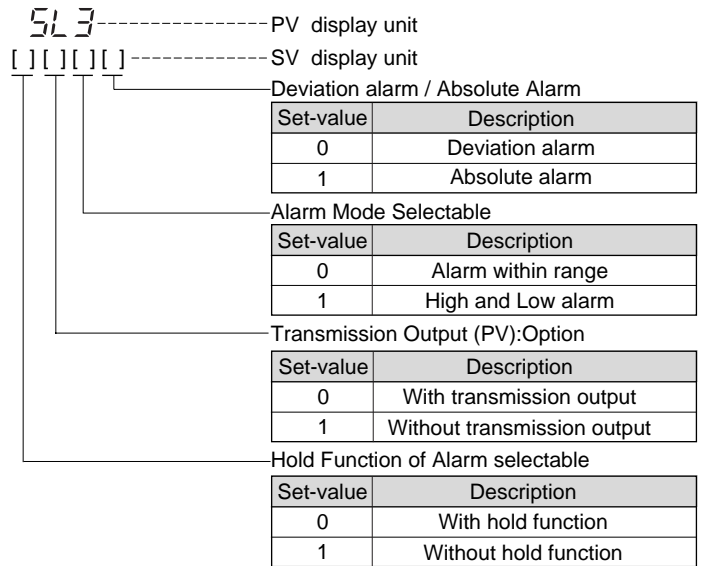 SL3 PV display unit
[ ][ ][ ][ ] SV display unit
Deviation alarm / Absolute Alarm
Set-value Description
0 Deviation alarm
1 Absolute alarm
Alarm Mode Selectable
Set-value Description
0 Alarm within range
1 High and Low alarm
Transmission Output (PV):Option
Set-value Description
0 With transmission output
1 Without transmission output
Hold Function of Alarm selectable
Set-value Description
0 With hold function
1 Without hold function